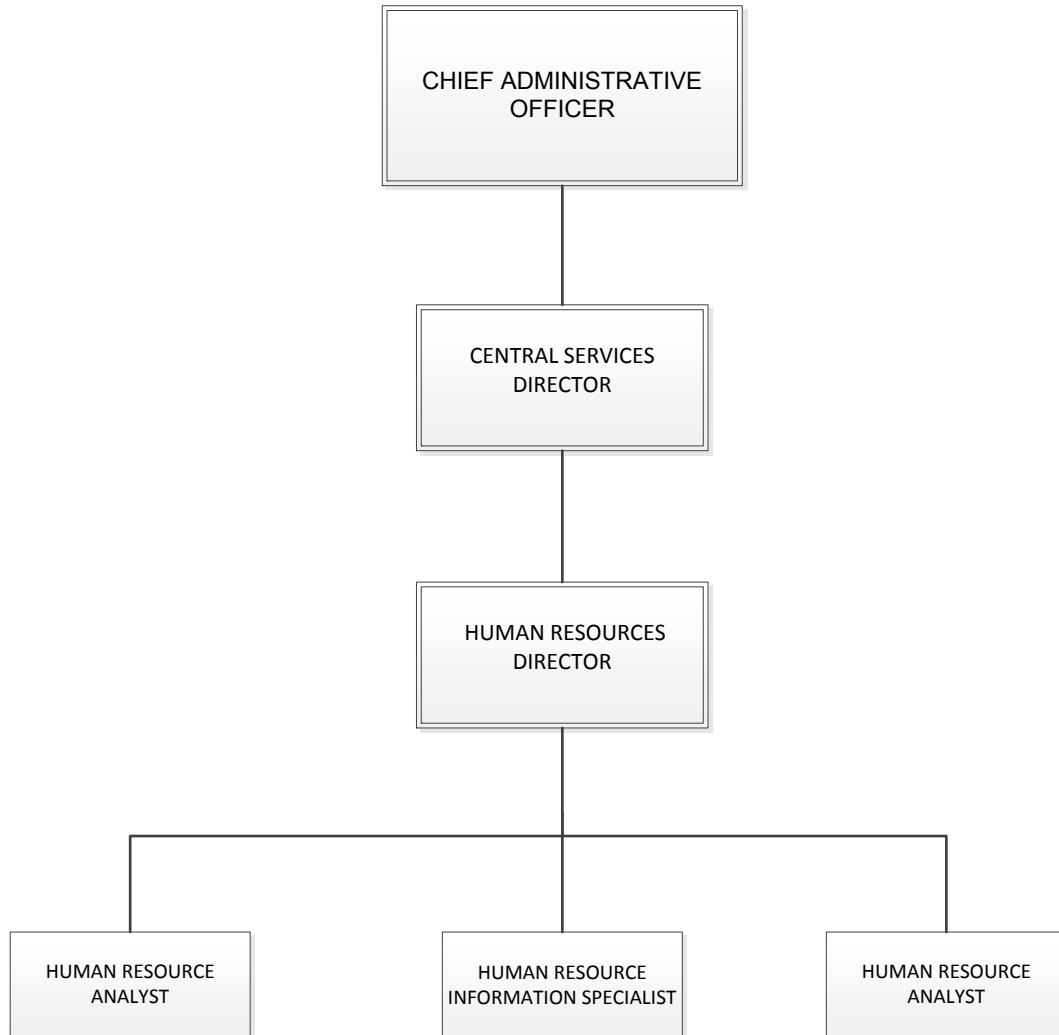 CHIEF ADMINISTRATIVE
OFFICER
CENTRAL SERVICES
DIRECTOR
HUMAN RESOURCES
DIRECTOR
HUMAN RESOURCE
ANALYST
HUMAN RESOURCE
INFORMATION SPECIALIST
HUMAN RESOURCE
ANALYST